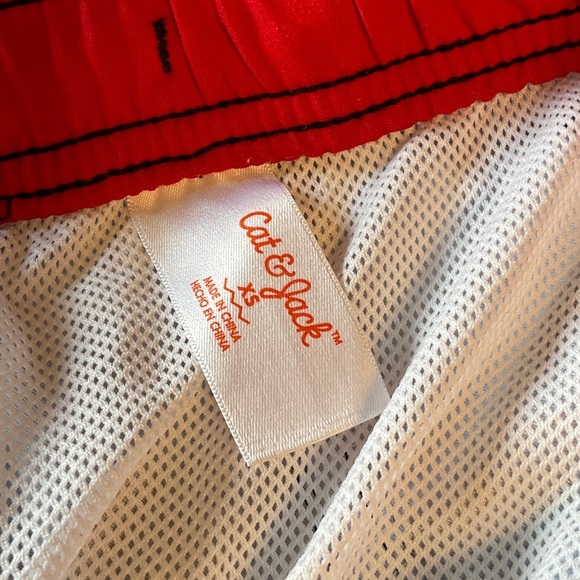 Cat & Jack™
XS
MADE IN CHINA
HECHO EN CHINA